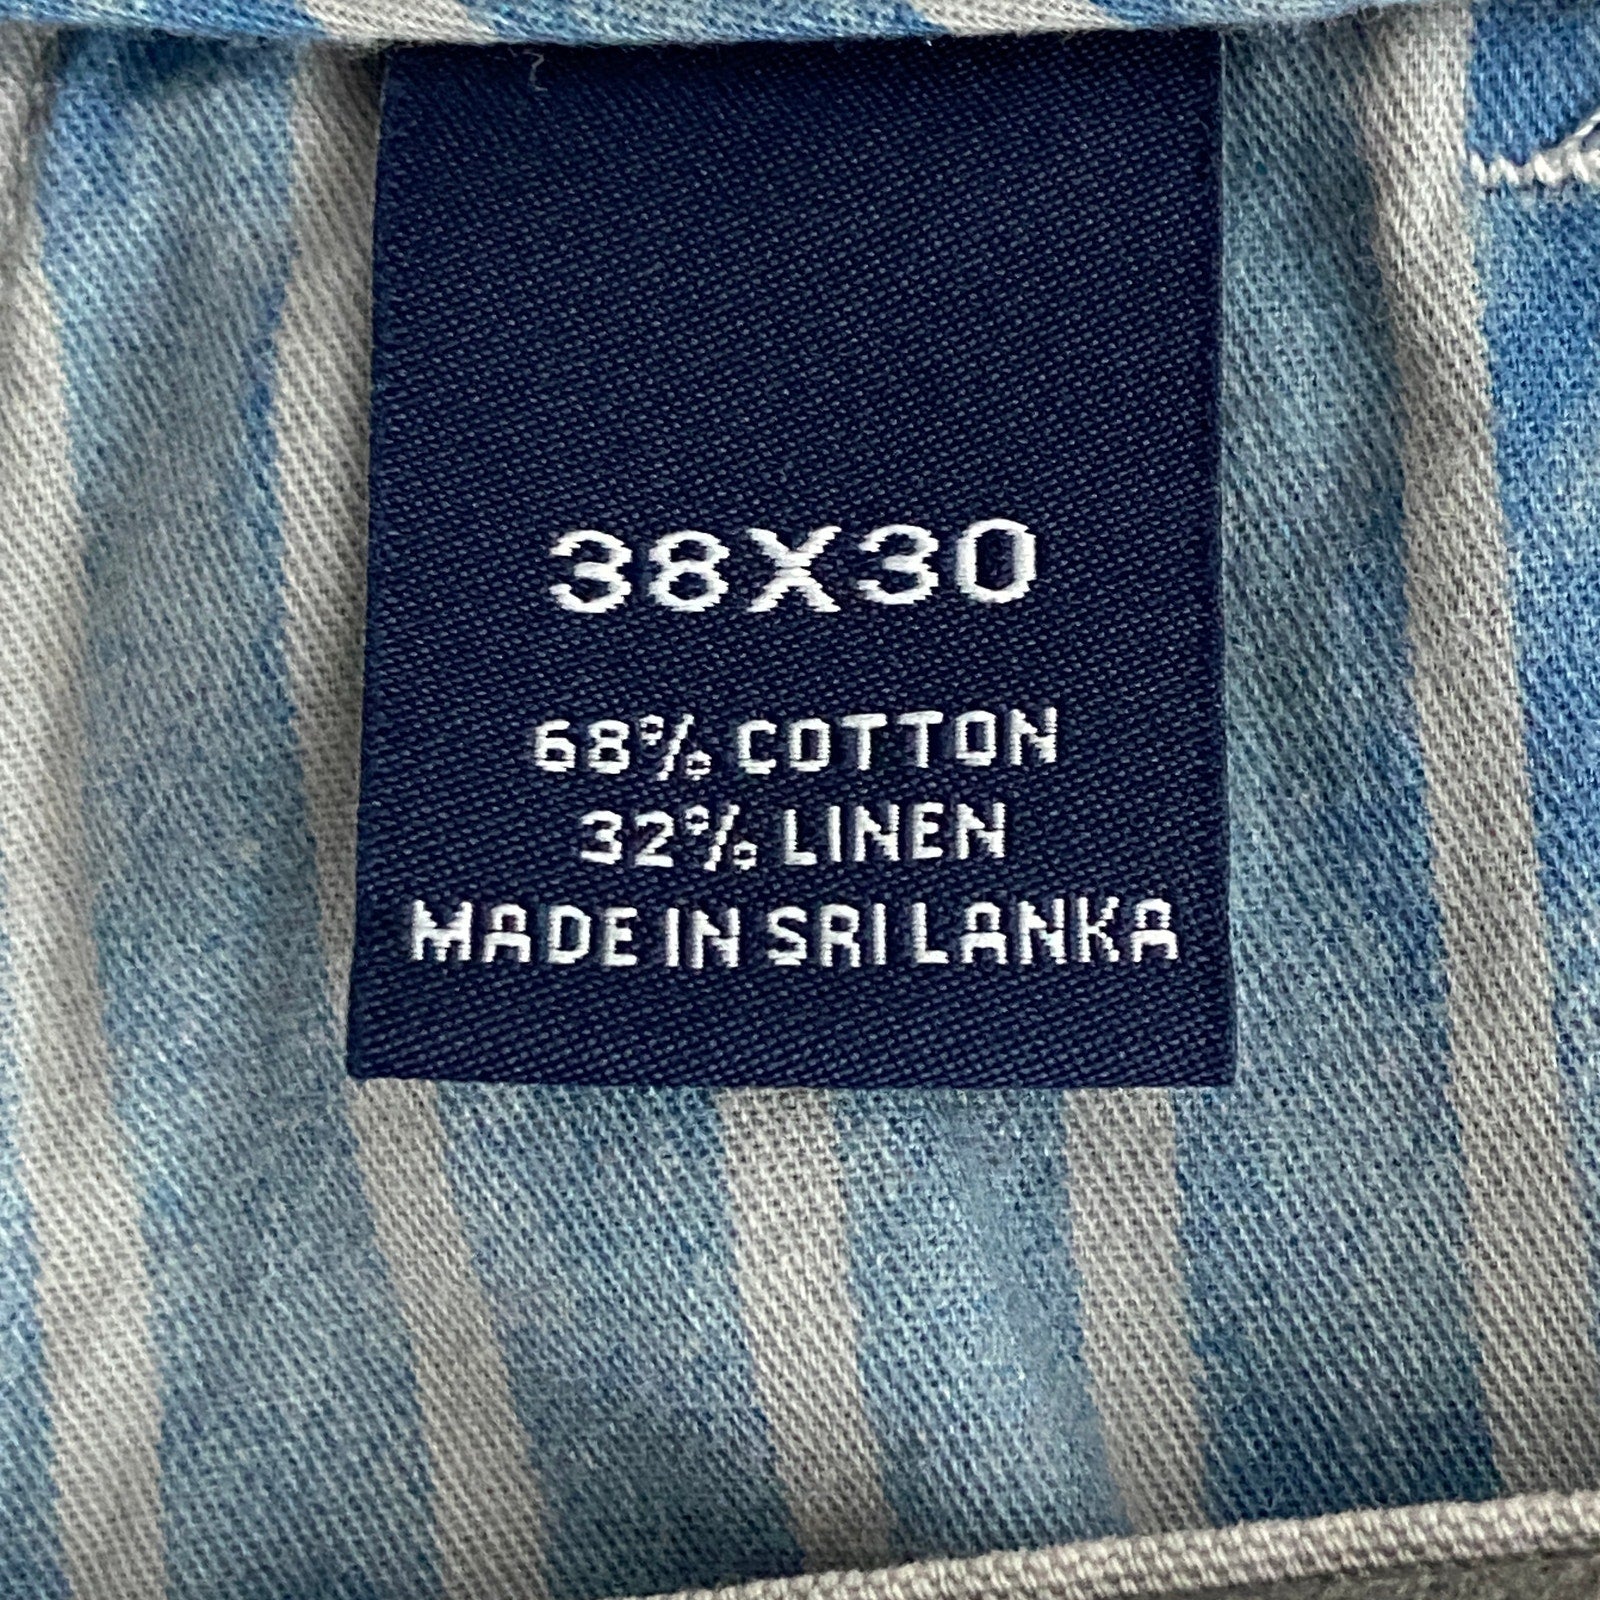 38X30
68% COTTON
32% LINEN
MADE IN SRI LANKA